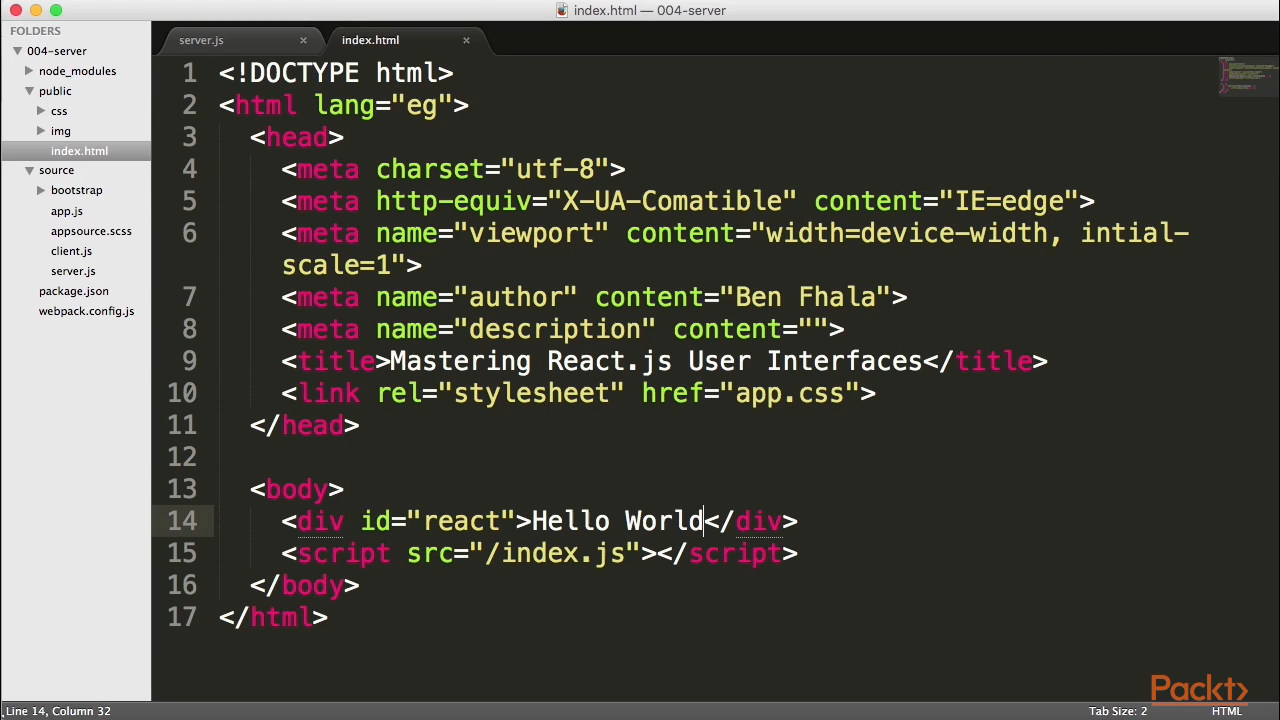 index.html — 004-server
FOLDERS
004-server
node_modules
public
css
img
index.html
source
bootstrap
app.js
appsource.scss
client.js
server.js
package.json
webpack.config.js
server.js ×
index.html ×
1 <!DOCTYPE html>
2 <html lang="eg">
3 <head>
4 <meta charset="utf-8">
5 <meta http-equiv="X-UA-Comatible" content="IE=edge">
6 <meta name="viewport" content="width=device-width, intial-
scale=1">
7 <meta name="author" content="Ben Fhala">
8 <meta name="description" content="">
9 <title>Mastering React.js User Interfaces</title>
10 <link rel="stylesheet" href="app.css">
11 </head>
12
13 <body>
14 <div id="react">Hello World</div>
15 <script src="/index.js"></script>
16 </body>
17 </html>
Packt>
Line 14, Column 32
Tab Size: 2
HTML